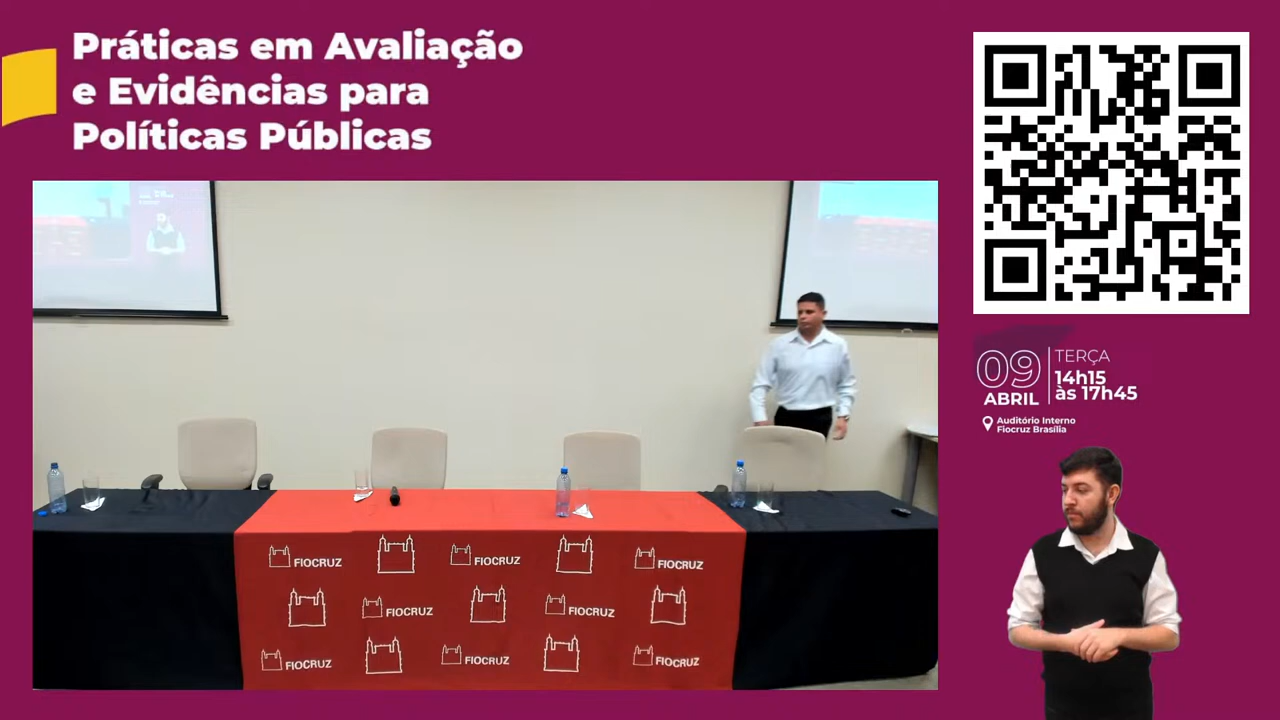 Práticas em Avaliação
e Evidências para
Políticas Públicas
09
ABRIL
TERÇA
14h15
às 17h45
Auditório Interno
Fiocruz Brasília
FIOCRUZ
FIOCRUZ
FIOCRUZ
FIOCRUZ
FIOCRUZ
FIOCRUZ
FIOCRUZ
FIOCRUZ